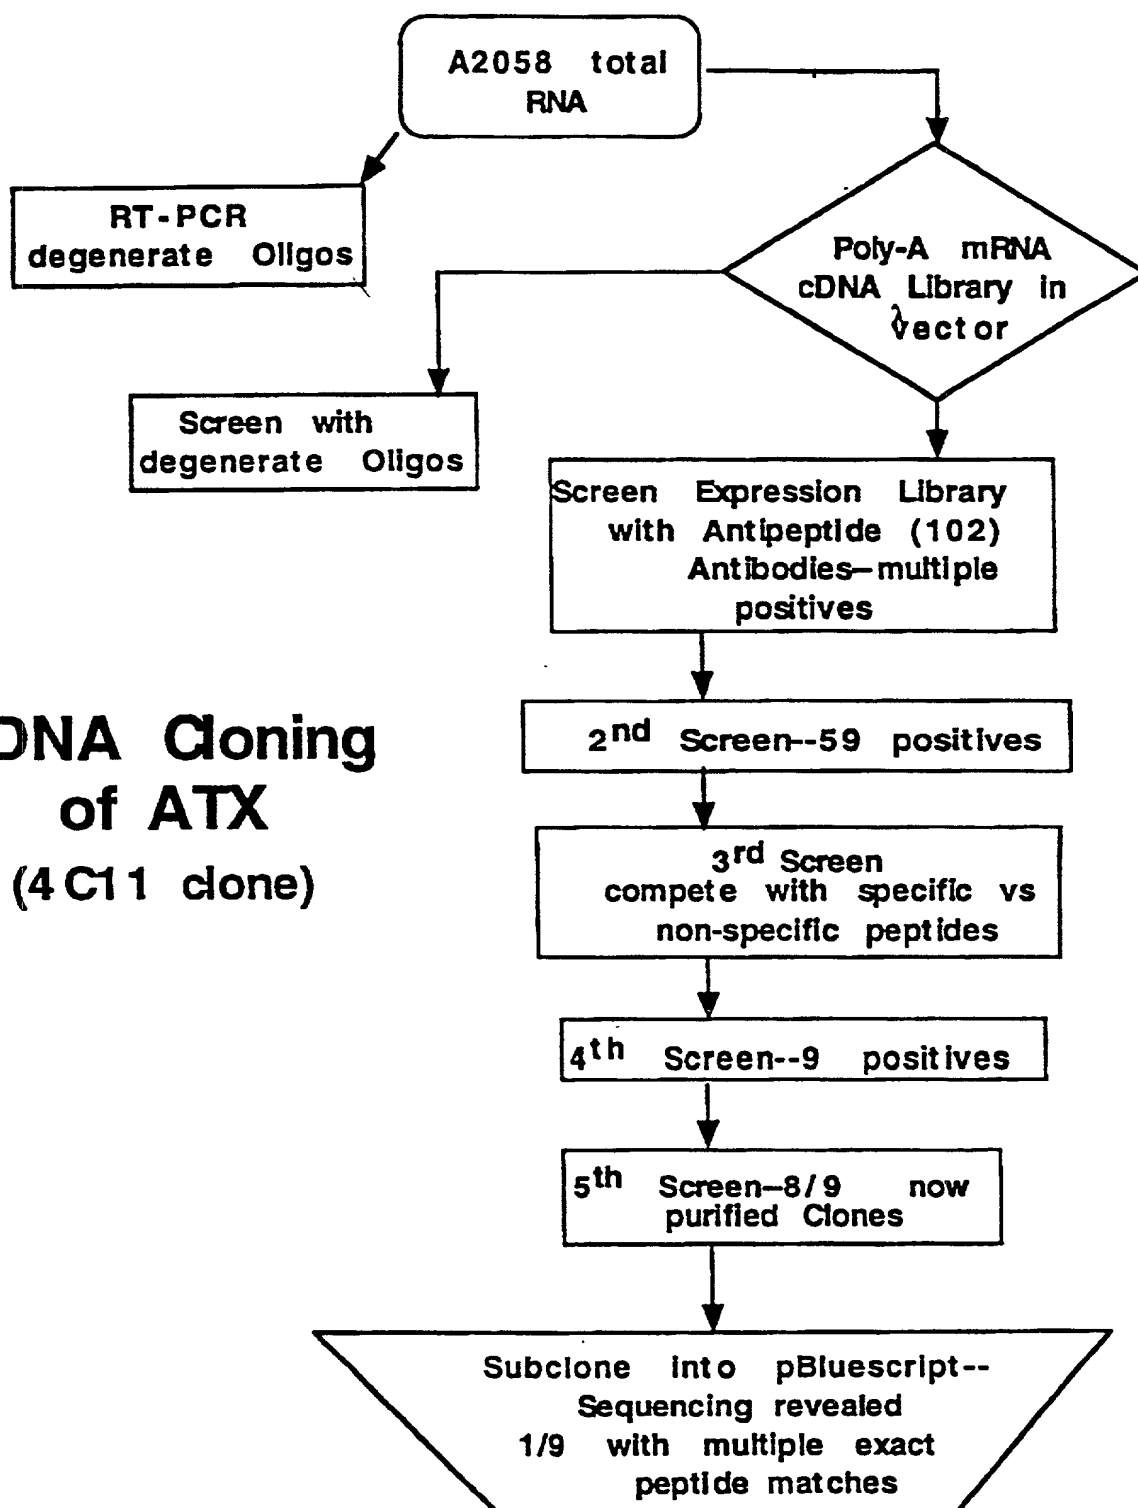 A2058 total
RNA
RT-PCR
degenerate Oligos
Poly-A mRNA
cDNA Library in
λ
vector
Screen with
degenerate Oligos
Screen Expression Library
with Antipeptide (102)
Antibodies—multiple
positives
2nd Screen--59 positives
DNA Cloning
of ATX
(4C11 clone)
3rd Screen
compete with specific vs
non-specific peptides
4th Screen--9 positives
5th Screen—8/9 now
purified Clones
Subclone into pBluescript--
Sequencing revealed
1/9 with multiple exact
peptide matches